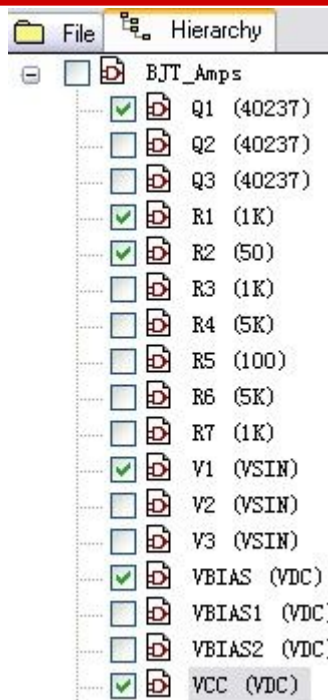 File Hierarchy
BJT_Amps
Q1 (40237)
Q2 (40237)
Q3 (40237)
R1 (1K)
R2 (50)
R3 (1K)
R4 (5K)
R5 (100)
R6 (5K)
R7 (1K)
V1 (VSIN)
V2 (VSIN)
V3 (VSIN)
VBIAS (VDC)
VBIAS1 (VDC)
VBIAS2 (VDC)
VCC (VDC)